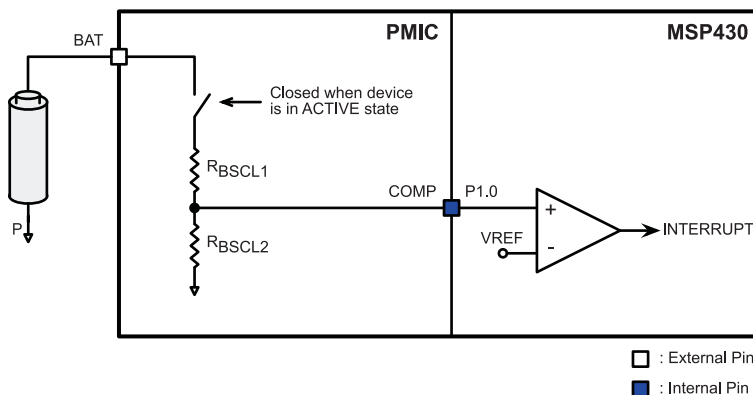 PMIC
MSP430
BAT
Closed when device
is in ACTIVE state
RBSCL1
COMP
P1.0
+
VREF
-
INTERRUPT
P
RBSCL2
: External Pin
: Internal Pin